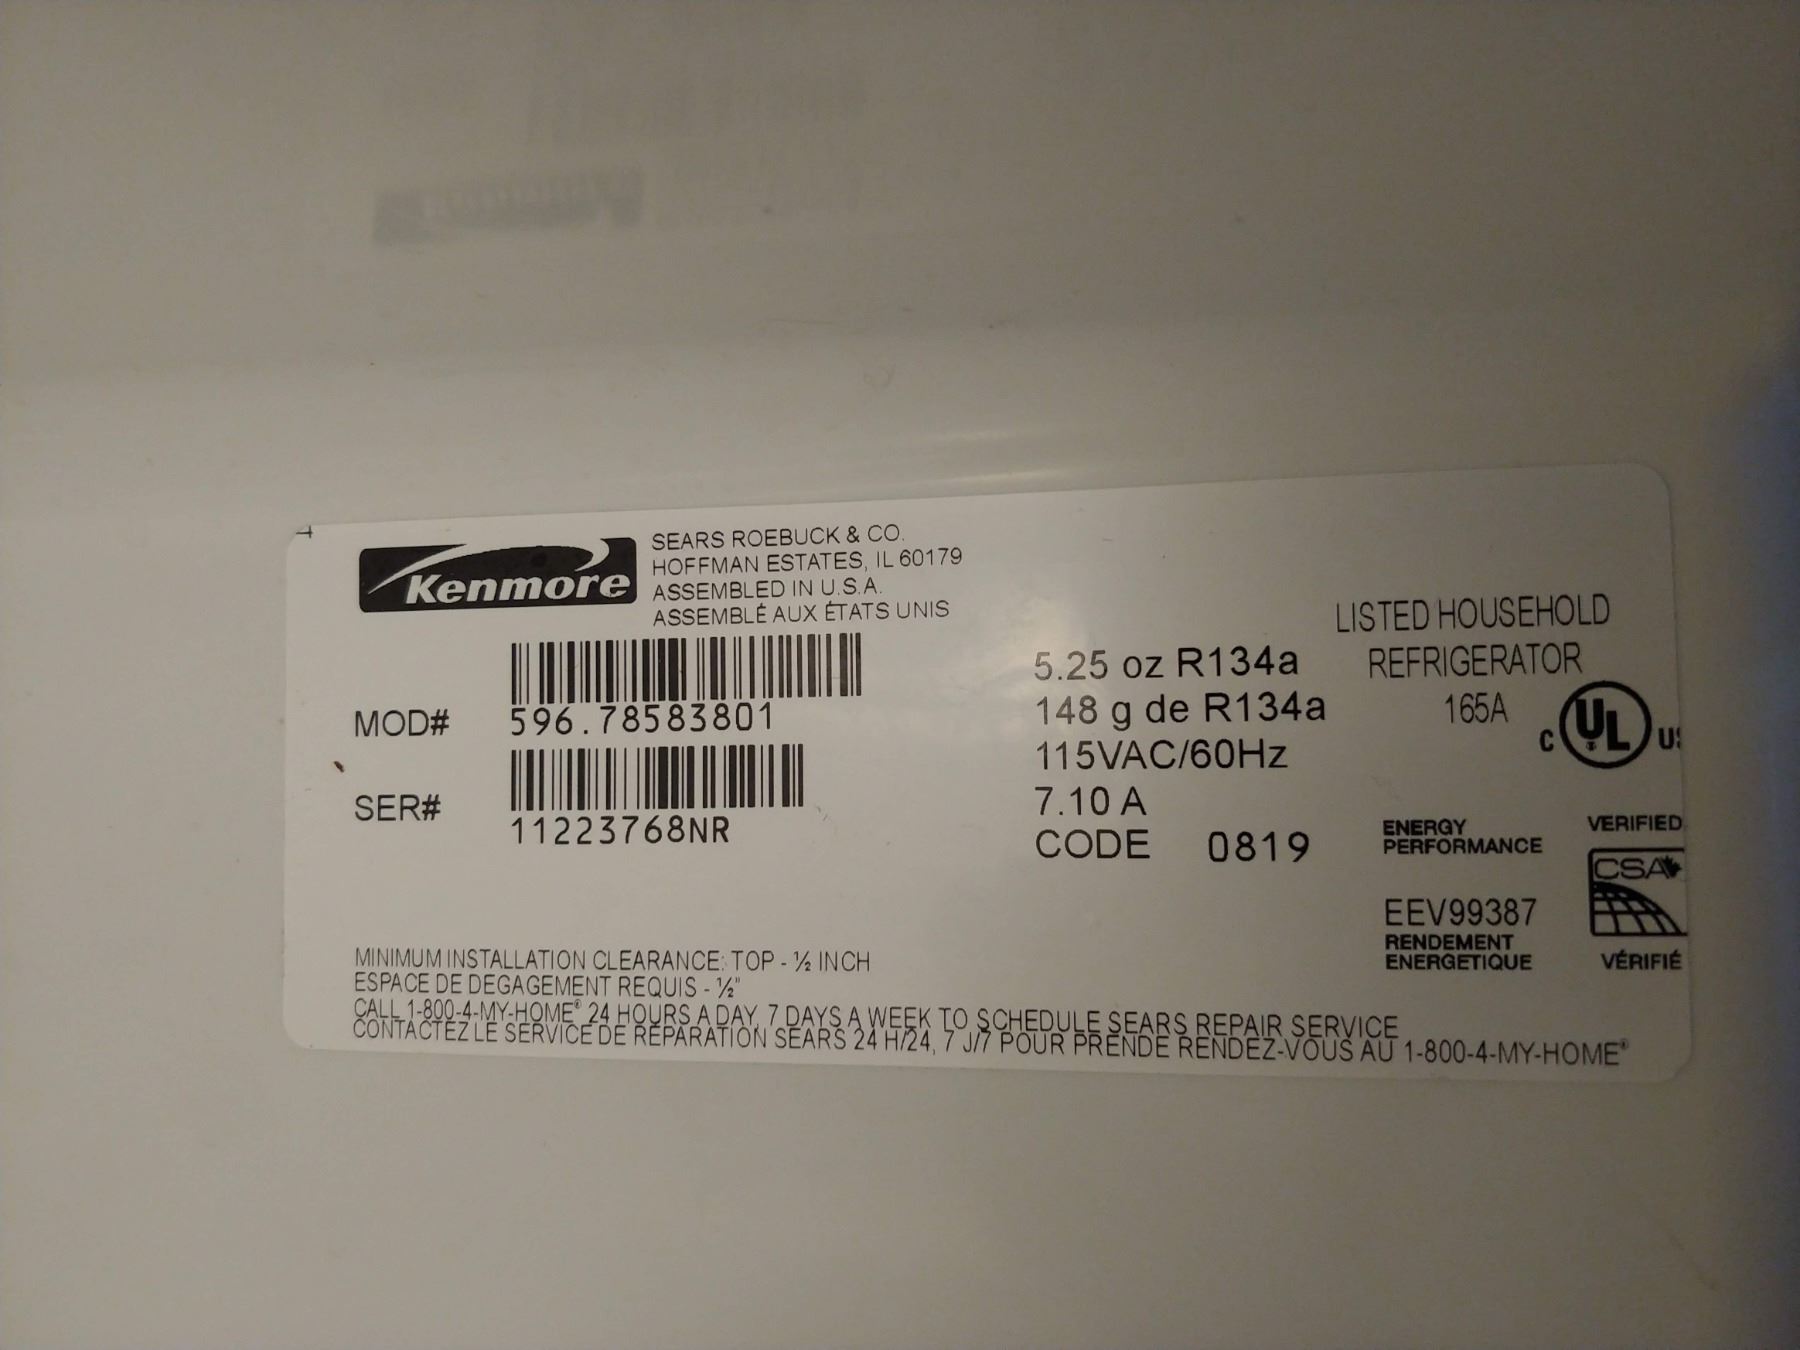 Kenmore
SEARS ROEBUCK & CO.
HOFFMAN ESTATES, IL 60179
ASSEMBLED IN U.S.A.
ASSEMBLÉ AUX ÉTATS UNIS
MOD# 596.78583801
SER# 11223768NR
5.25 oz R134a
148 g de R134a
115VAC/60Hz
7.10 A
CODE 0819
LISTED HOUSEHOLD
REFRIGERATOR
165A
C UL US
ENERGY
PERFORMANCE
VERIFIED
CSA
EEV99387
RENDEMENT
ENERGETIQUE
VÉRIFIÉ
MINIMUM INSTALLATION CLEARANCE: TOP - ½ INCH
ESPACE DE DEGAGEMENT REQUIS - ½"
CALL 1-800-4-MY-HOME® 24 HOURS A DAY, 7 DAYS A WEEK TO SCHEDULE SEARS REPAIR SERVICE
CONTACTEZ LE SERVICE DE RÉPARATION SEARS 24 H/24, 7 J/7 POUR PRENDE RENDEZ-VOUS AU 1-800-4-MY-HOME®